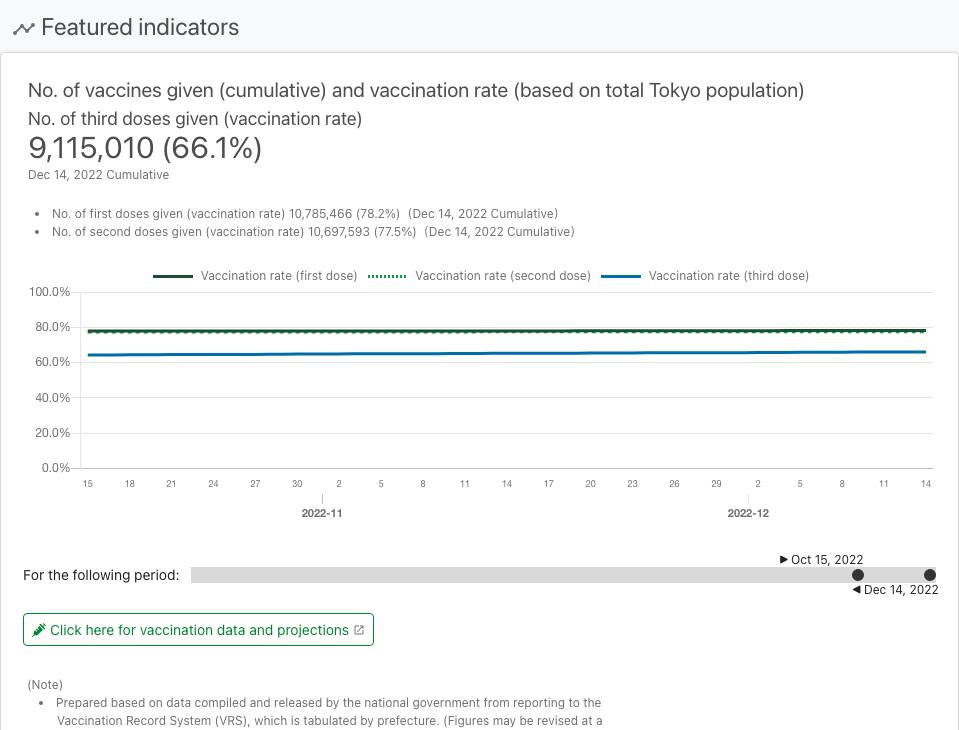 Featured indicators
No. of vaccines given (cumulative) and vaccination rate (based on total Tokyo population)
No. of third doses given (vaccination rate)
9,115,010 (66.1%)
Dec 14, 2022 Cumulative
• No. of first doses given (vaccination rate) 10,785,466 (78.2%) (Dec 14, 2022 Cumulative)
• No. of second doses given (vaccination rate) 10,697,593 (77.5%) (Dec 14, 2022 Cumulative)
Vaccination rate (first dose) Vaccination rate (second dose) Vaccination rate (third dose)
100.0%
80.0%
60.0%
40.0%
20.0%
0.0%
15 18 21 24 27 30 2 5 8 11 14 17 20 23 26 29 2 5 8 11 14
2022-11 2022-12
▶ Oct 15, 2022
For the following period:
◀ Dec 14, 2022
Click here for vaccination data and projections
(Note)
• Prepared based on data compiled and released by the national government from reporting to the
Vaccination Record System (VRS), which is tabulated by prefecture. (Figures may be revised at a